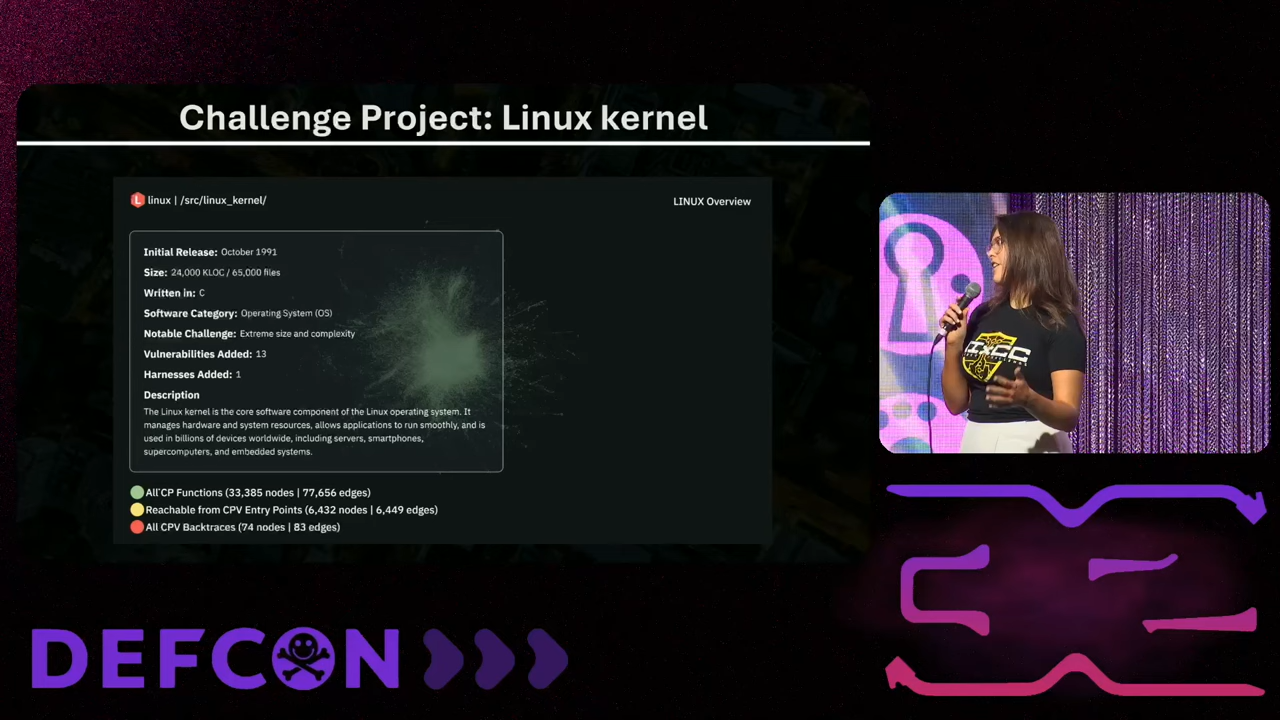 Challenge Project: Linux kernel
L linux | /src/linux_kernel/
LINUX Overview
Initial Release: October 1991
Size: 24,000 KLOC / 65,000 files
Written in: C
Software Category: Operating System (OS)
Notable Challenge: Extreme size and complexity
Vulnerabilities Added: 13
Harnesses Added: 1
Description
The Linux kernel is the core software component of the Linux operating system. It
manages hardware and system resources, allows applications to run smoothly, and is
used in billions of devices worldwide, including servers, smartphones,
supercomputers, and embedded systems.
All CP Functions (33,385 nodes | 77,656 edges)
Reachable from CPV Entry Points (6,432 nodes | 6,449 edges)
All CPV Backtraces (74 nodes | 83 edges)
DEFCON